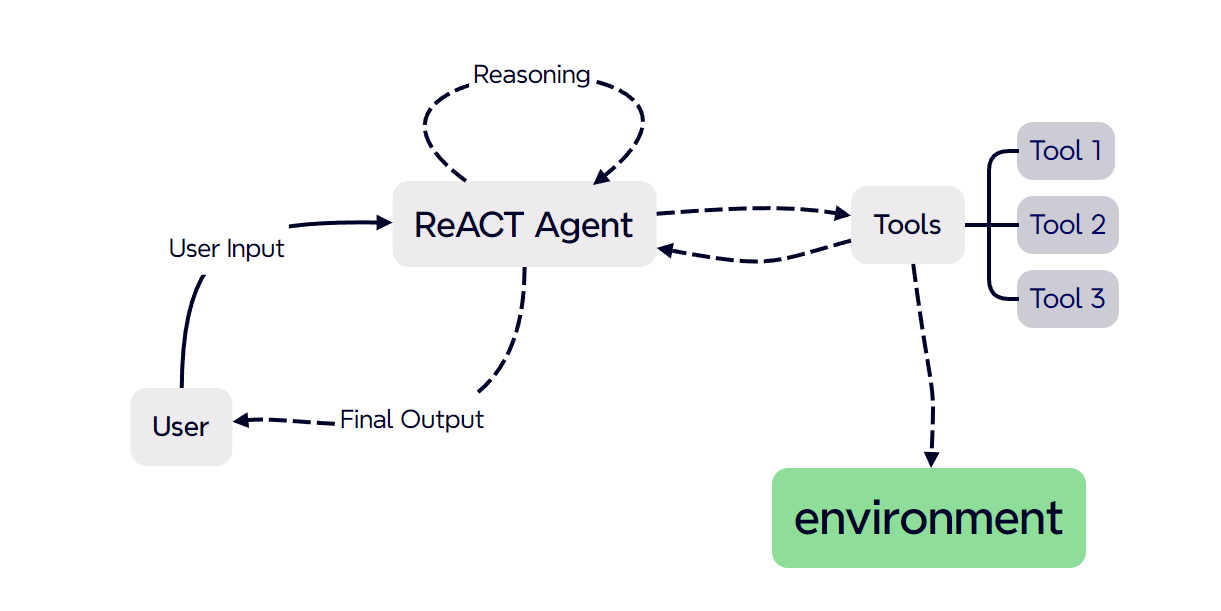 Reasoning
ReACT Agent
User Input
Tools
Tool 1
Tool 2
Tool 3
User
Final Output
environment